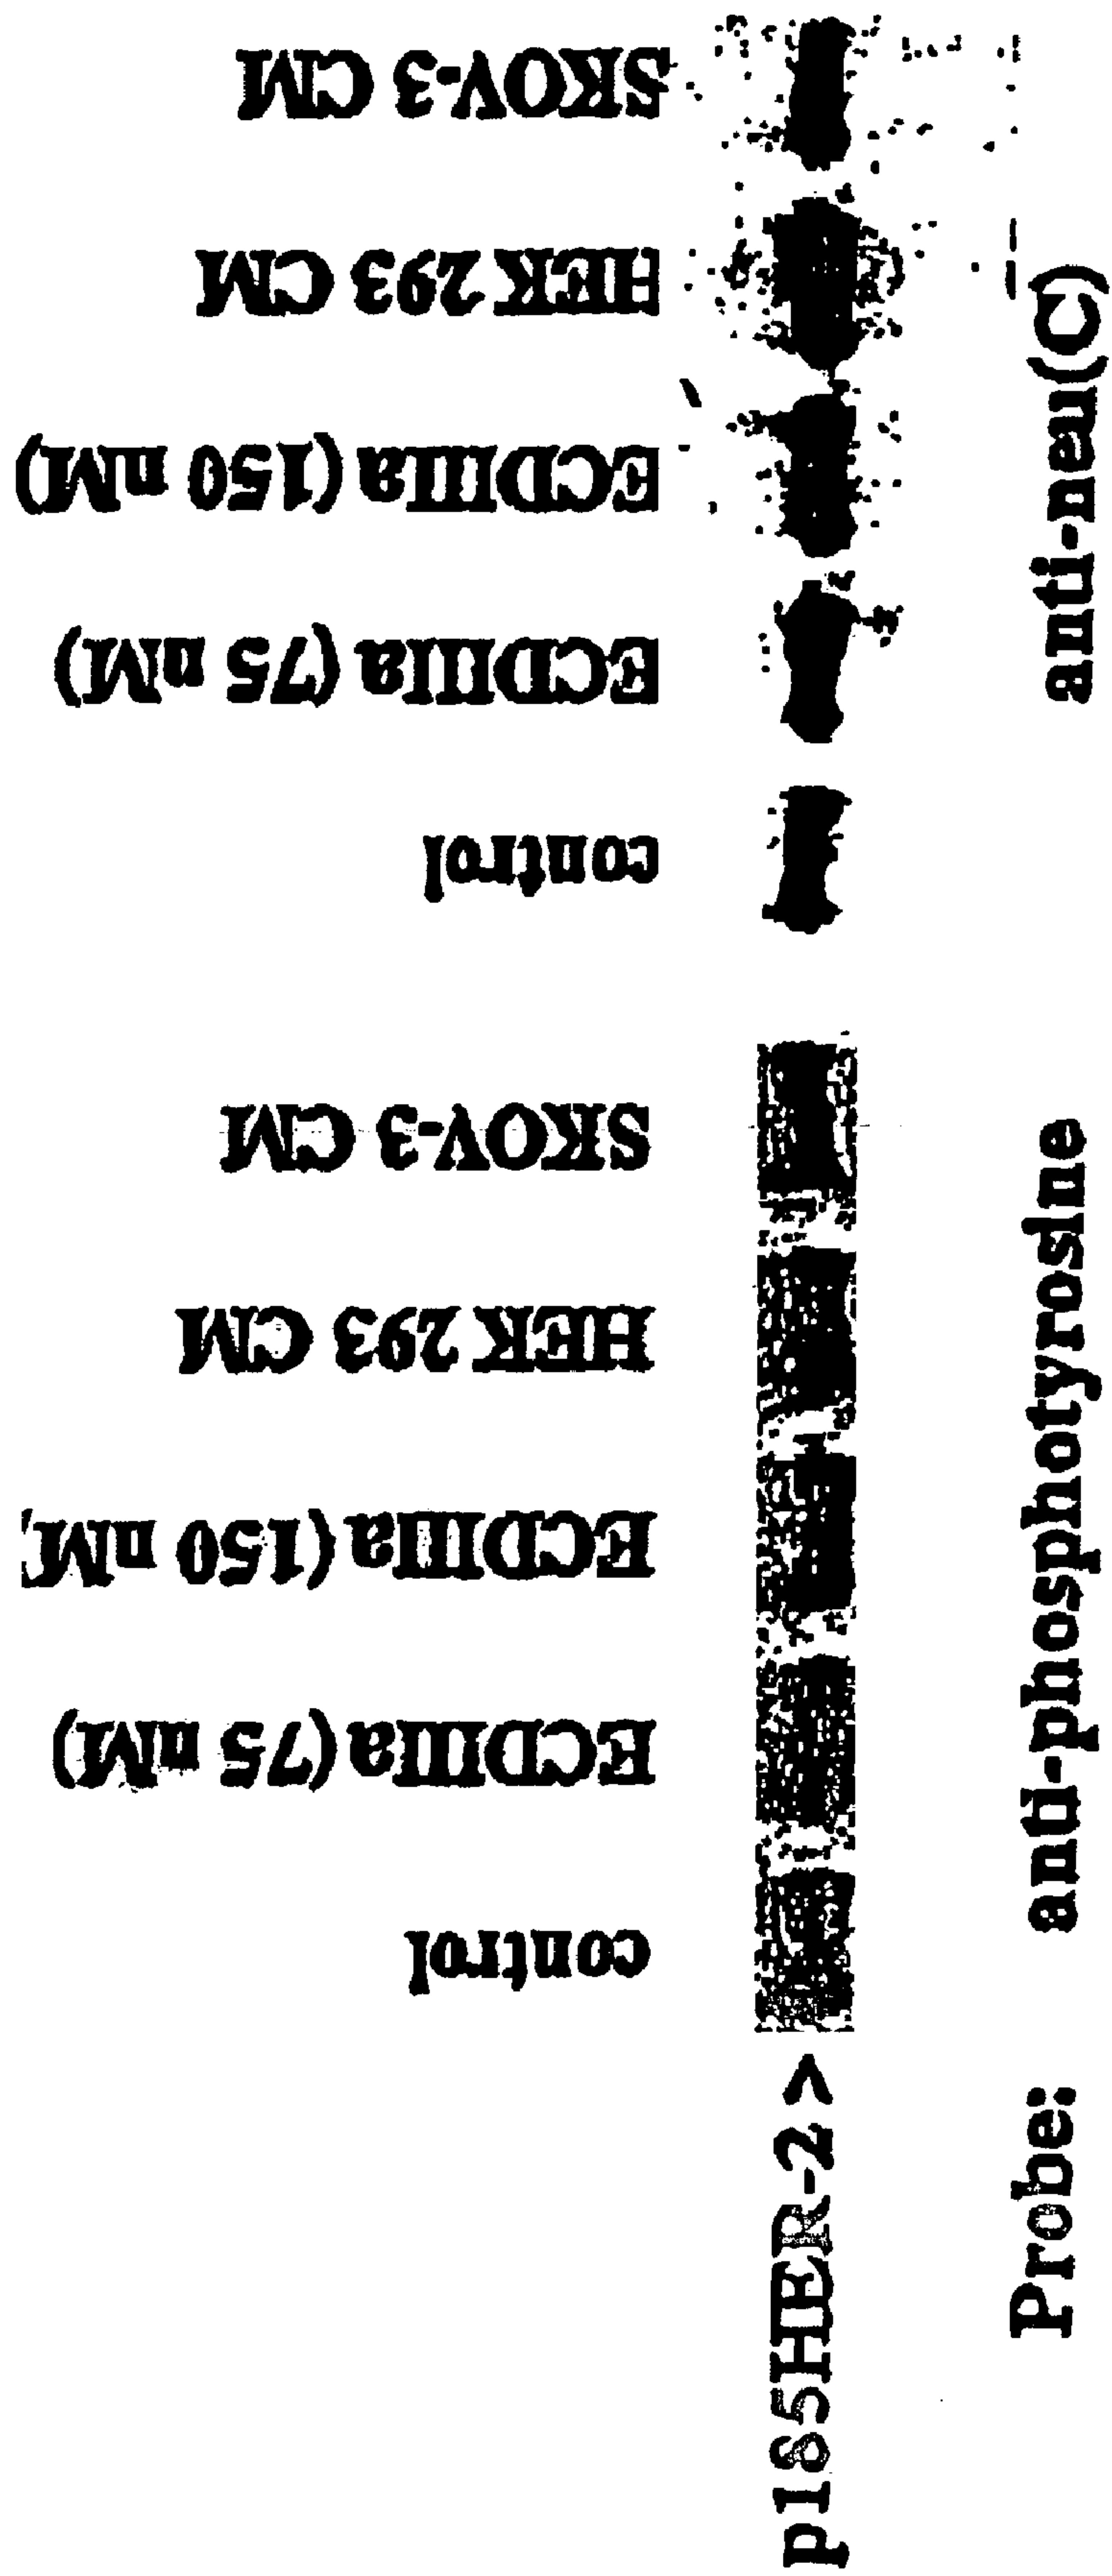 control
ECDIIIa (75 nM)
ECDIIIa (150 nM)
HEK 293 CM
SKOV-3 CM
control
ECDIIIa (75 nM)
ECDIIIa (150 nM)
HEK 293 CM
SKOV-3 CM
p185HER-2 >
Probe: anti-phosphotyrosine anti-neu(C)